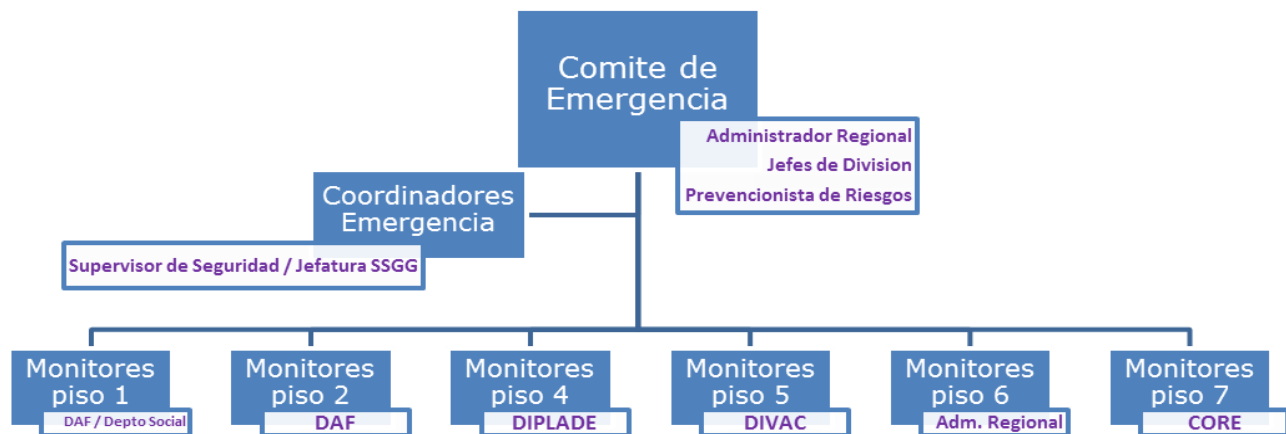 Comite de
Emergencia
Administrador Regional
Jefes de Division
Prevencionista de Riesgos
Coordinadores
Emergencia
Supervisor de Seguridad / Jefatura SSGG
Monitores
piso 1
DAF / Depto Social
Monitores
piso 2
DAF
Monitores
piso 4
DIPLADE
Monitores
piso 5
DIVAC
Monitores
piso 6
Adm. Regional
Monitores
piso 7
CORE